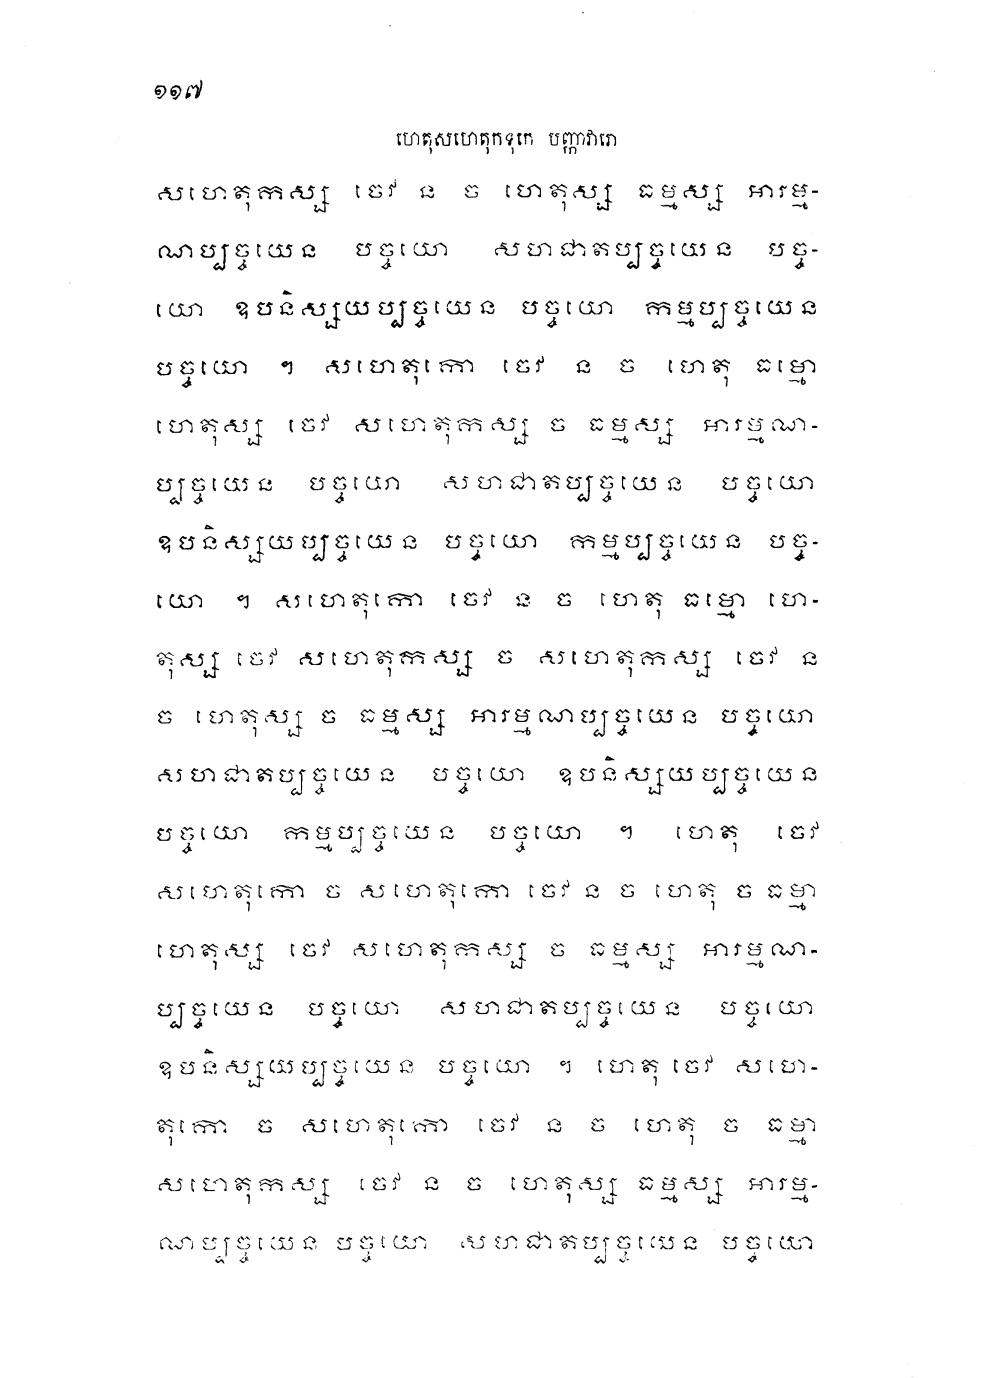 ១១៧
ហេតុសហេតុកទុកេ បញ្ហាវារោ
សហេតុកស្ស ចេវ ន ច ហេតុស្ស ធម្មស្ស អារម្ម-
ណប្បច្ចយេន បច្ចយោ សហជាតប្បច្ចយេន បច្ច-
យោ ឧបនិស្សយប្បច្ចយេន បច្ចយោ កម្មប្បច្ចយេន
បច្ចយោ ។ សហេតុកោ ចេវ ន ច ហេតុ ធម្មោ
ហេតុស្ស ចេវ សហេតុកស្ស ច ធម្មស្ស អារម្មណ-
ប្បច្ចយេន បច្ចយោ សហជាតប្បច្ចយេន បច្ចយោ
ឧបនិស្សយប្បច្ចយេន បច្ចយោ កម្មប្បច្ចយេន បច្ច-
យោ ។ សហេតុកោ ចេវ ន ច ហេតុ ធម្មោ ហេ-
តុស្ស ចេវ សហេតុកស្ស ច សហេតុកស្ស ចេវ ន
ច ហេតុស្ស ច ធម្មស្ស អារម្មណប្បច្ចយេន បច្ចយោ
សហជាតប្បច្ចយេន បច្ចយោ ឧបនិស្សយប្បច្ចយេន
បច្ចយោ កម្មប្បច្ចយេន បច្ចយោ ។ ហេតុ ចេវ
សហេតុកោ ច សហេតុកោ ចេវ ន ច ហេតុ ច ធម្មា
ហេតុស្ស ចេវ សហេតុកស្ស ច ធម្មស្ស អារម្មណ-
ប្បច្ចយេន បច្ចយោ សហជាតប្បច្ចយេន បច្ចយោ
ឧបនិស្សយប្បច្ចយេន បច្ចយោ ។ ហេតុ ចេវ សហេ-
តុកោ ច សហេតុកោ ចេវ ន ច ហេតុ ច ធម្មា
សហេតុកស្ស ចេវ ន ច ហេតុស្ស ធម្មស្ស អារម្ម-
ណប្បច្ចយេន បច្ចយោ សហជាតប្បច្ចយេន បច្ចយោ